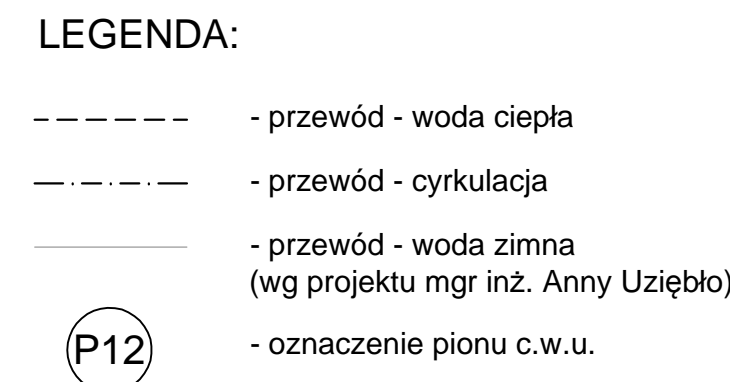 LEGENDA:
- przewód - woda ciepła
- przewód - cyrkulacja
- przewód - woda zimna
(wg projektu mgr inż. Anny Uziębło)
P12 - oznaczenie pionu c.w.u.